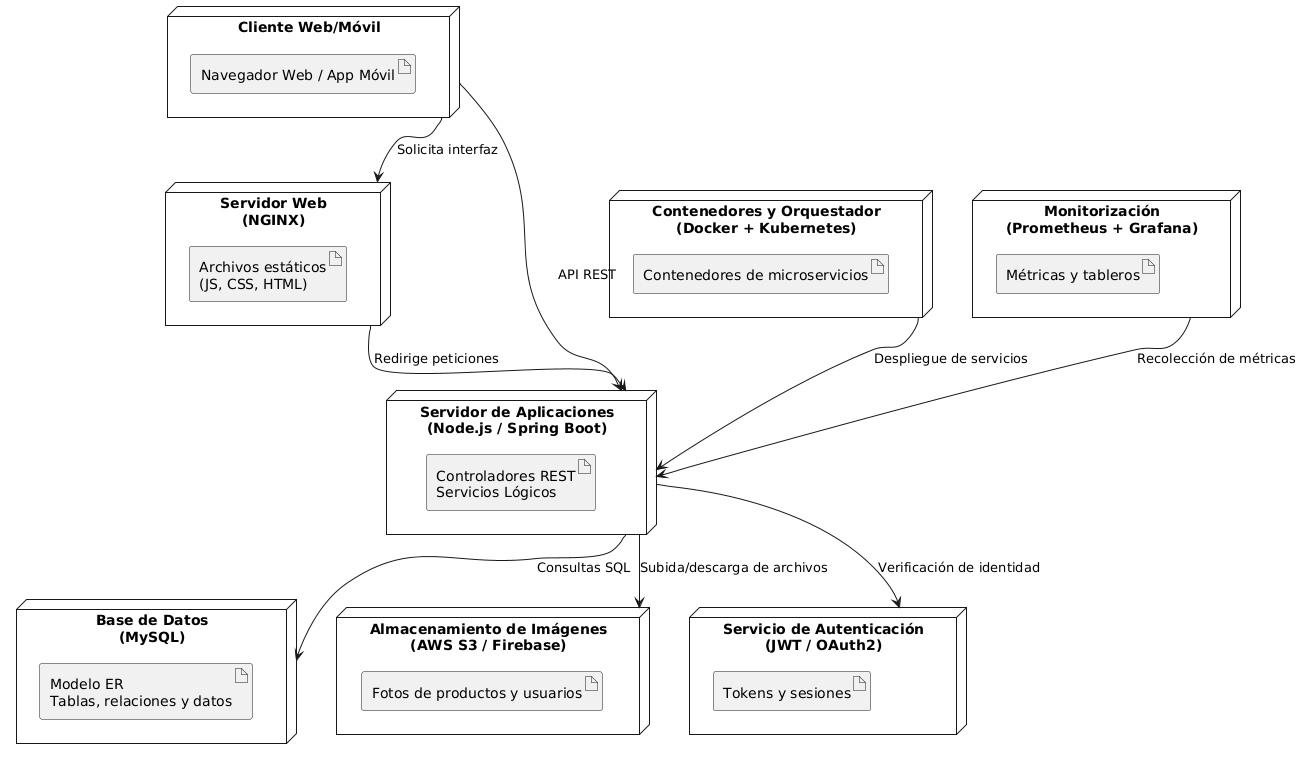 Cliente Web/Móvil
Navegador Web / App Móvil
Solicita interfaz
Servidor Web
(NGINX)
Archivos estáticos
(JS, CSS, HTML)
API REST
Contenedores y Orquestador
(Docker + Kubernetes)
Contenedores de microservicios
Monitorización
(Prometheus + Grafana)
Métricas y tableros
Redirige peticiones
Despliegue de servicios
Recolección de métricas
Servidor de Aplicaciones
(Node.js / Spring Boot)
Controladores REST
Servicios Lógicos
Consultas SQL
Subida/descarga de archivos
Verificación de identidad
Base de Datos
(MySQL)
Modelo ER
Tablas, relaciones y datos
Almacenamiento de Imágenes
(AWS S3 / Firebase)
Fotos de productos y usuarios
Servicio de Autenticación
(JWT / OAuth2)
Tokens y sesiones